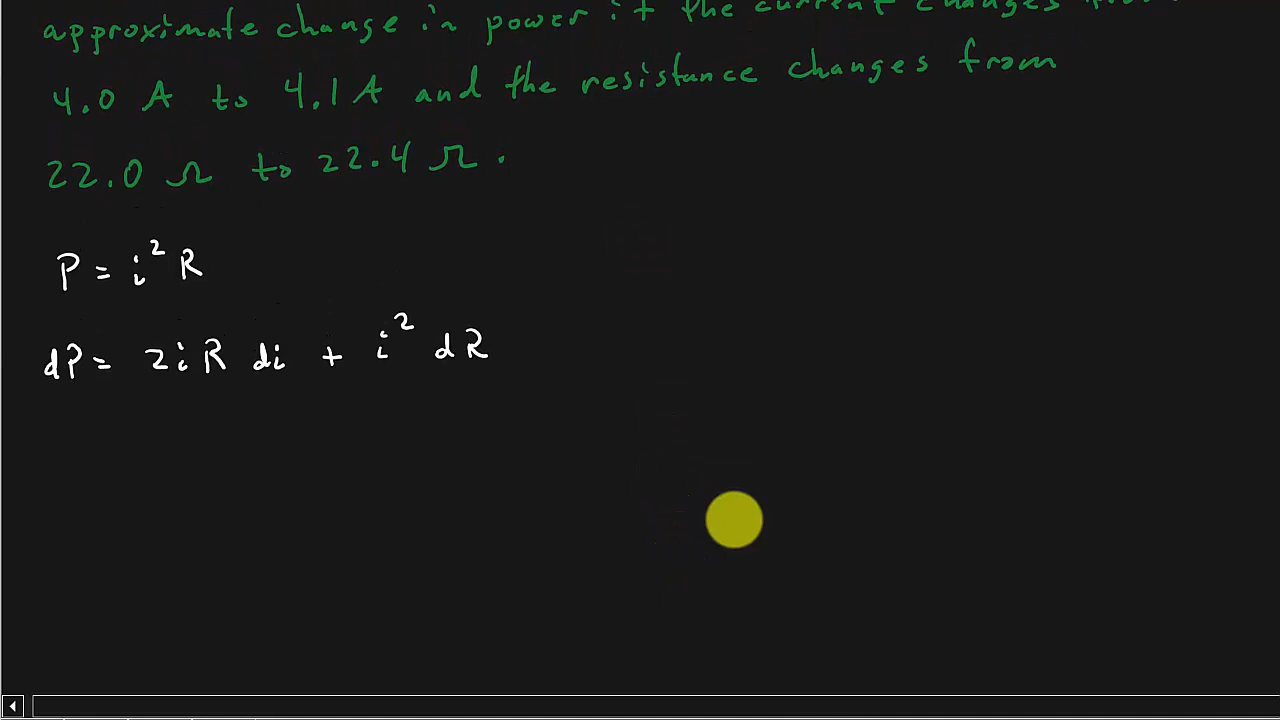 approximate change in power if the current changes from
4.0 A to 4.1 A and the resistance changes from
22.0 Ω to 22.4 Ω.
P = i² R
dP = 2iR di + i² dR